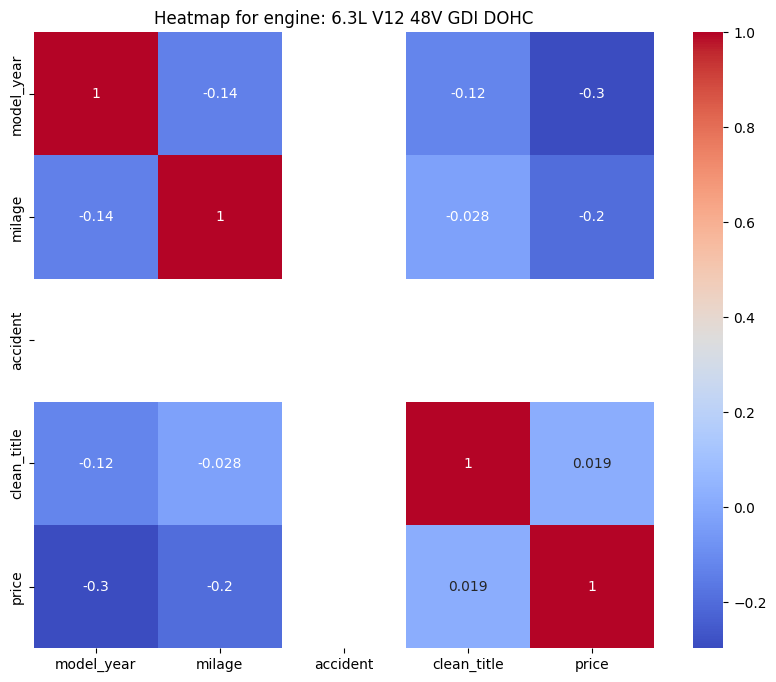 Heatmap for engine: 6.3L V12 48V GDI DOHC
model_year
1
-0.14
-0.12
-0.3
milage
-0.14
1
-0.028
-0.2
accident
clean_title
-0.12
-0.028
1
0.019
price
-0.3
-0.2
0.019
1
model_year
milage
accident
clean_title
price
1.0
0.8
0.6
0.4
0.2
0.0
−0.2